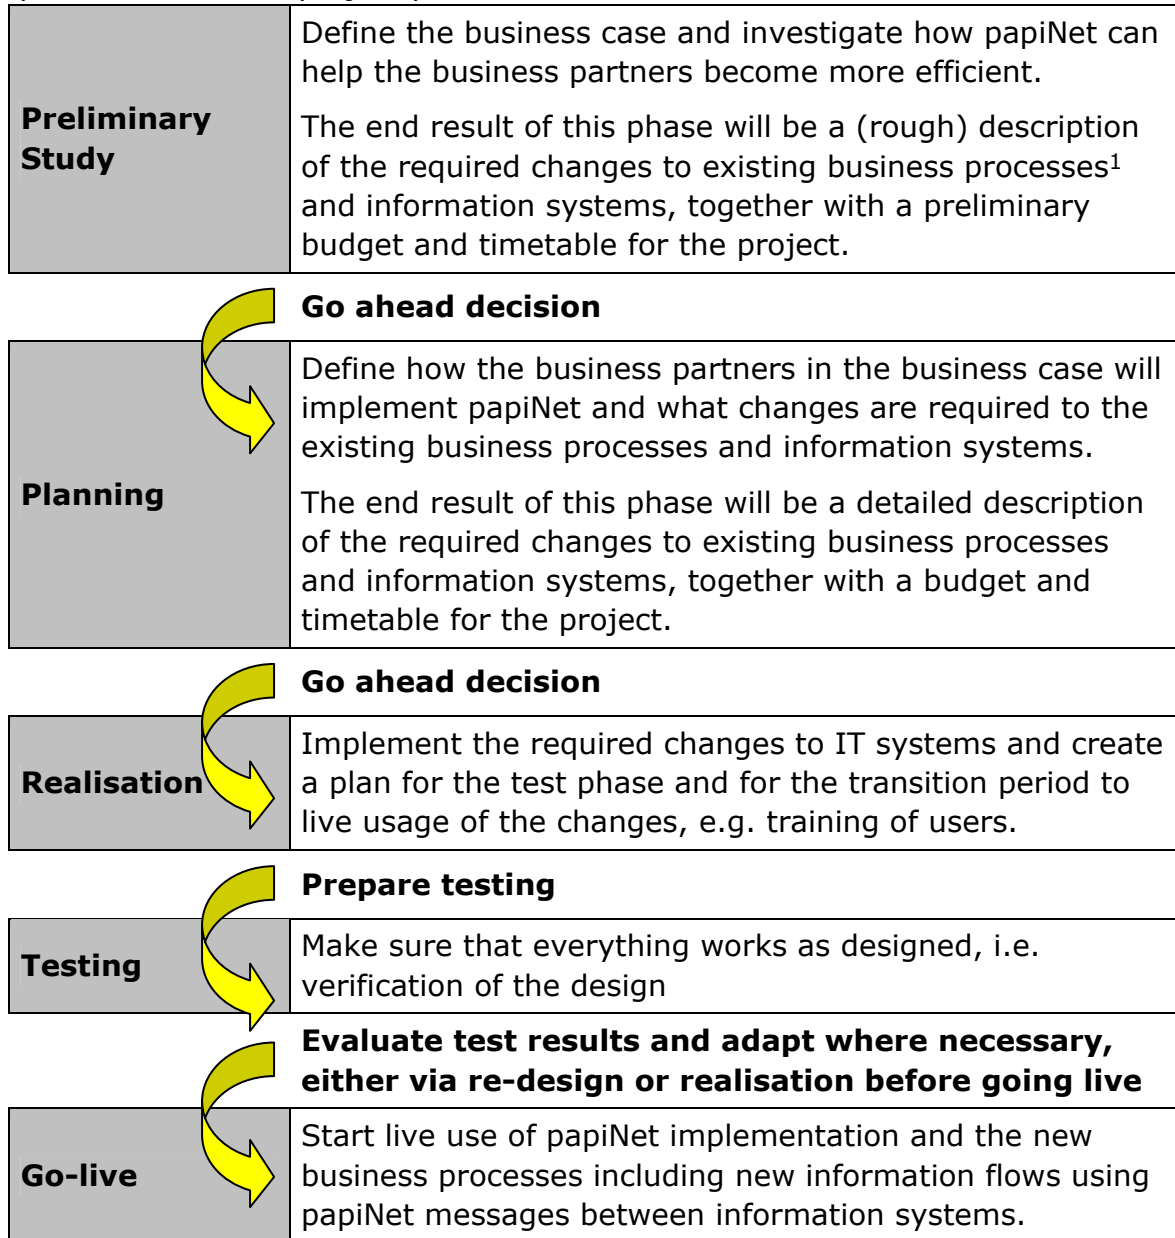 Define the business case and investigate how papiNet can
help the business partners become more efficient.
Preliminary
Study
The end result of this phase will be a (rough) description
of the required changes to existing business processes1
and information systems, together with a preliminary
budget and timetable for the project.
Go ahead decision
Define how the business partners in the business case will
implement papiNet and what changes are required to the
existing business processes and information systems.
Planning
The end result of this phase will be a detailed description
of the required changes to existing business processes
and information systems, together with a budget and
timetable for the project.
Go ahead decision
Realisation
Implement the required changes to IT systems and create
a plan for the test phase and for the transition period to
live usage of the changes, e.g. training of users.
Prepare testing
Testing
Make sure that everything works as designed, i.e.
verification of the design
Evaluate test results and adapt where necessary,
either via re-design or realisation before going live
Go-live
Start live use of papiNet implementation and the new
business processes including new information flows using
papiNet messages between information systems.